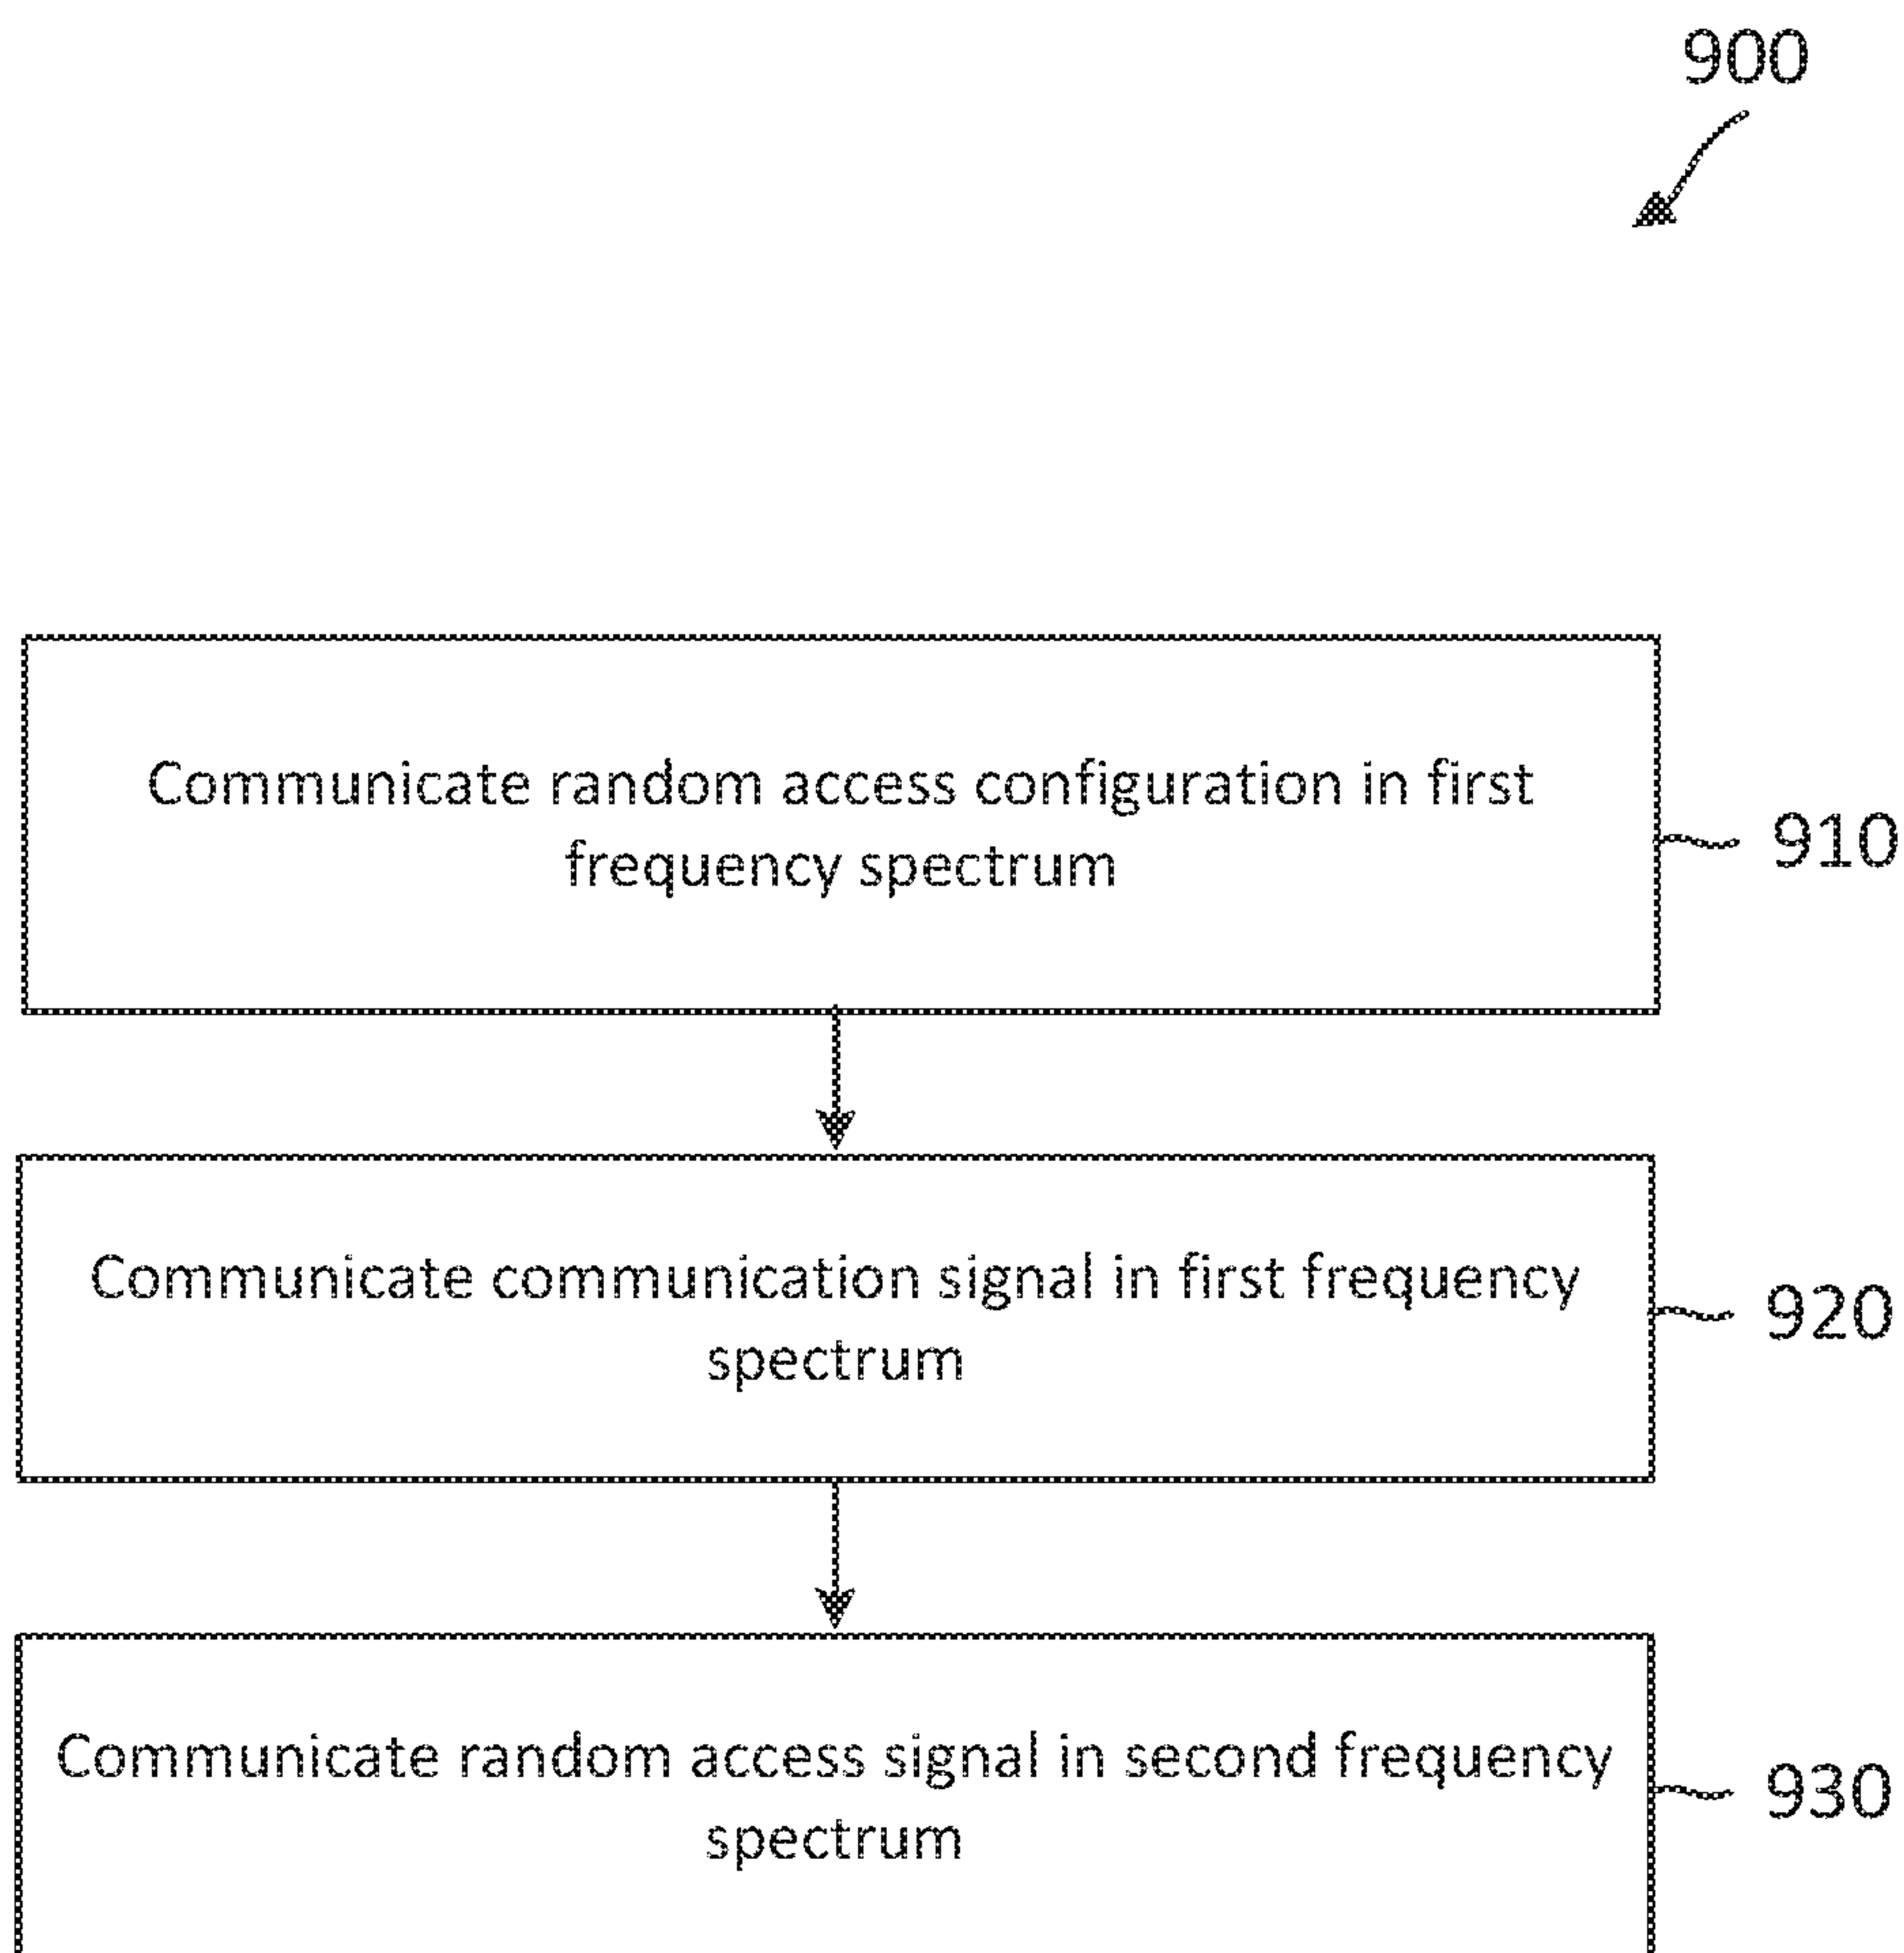 900
Communicate random access configuration in first
frequency spectrum
910
Communicate communication signal in first frequency
spectrum
920
Communicate random access signal in second frequency
spectrum
930